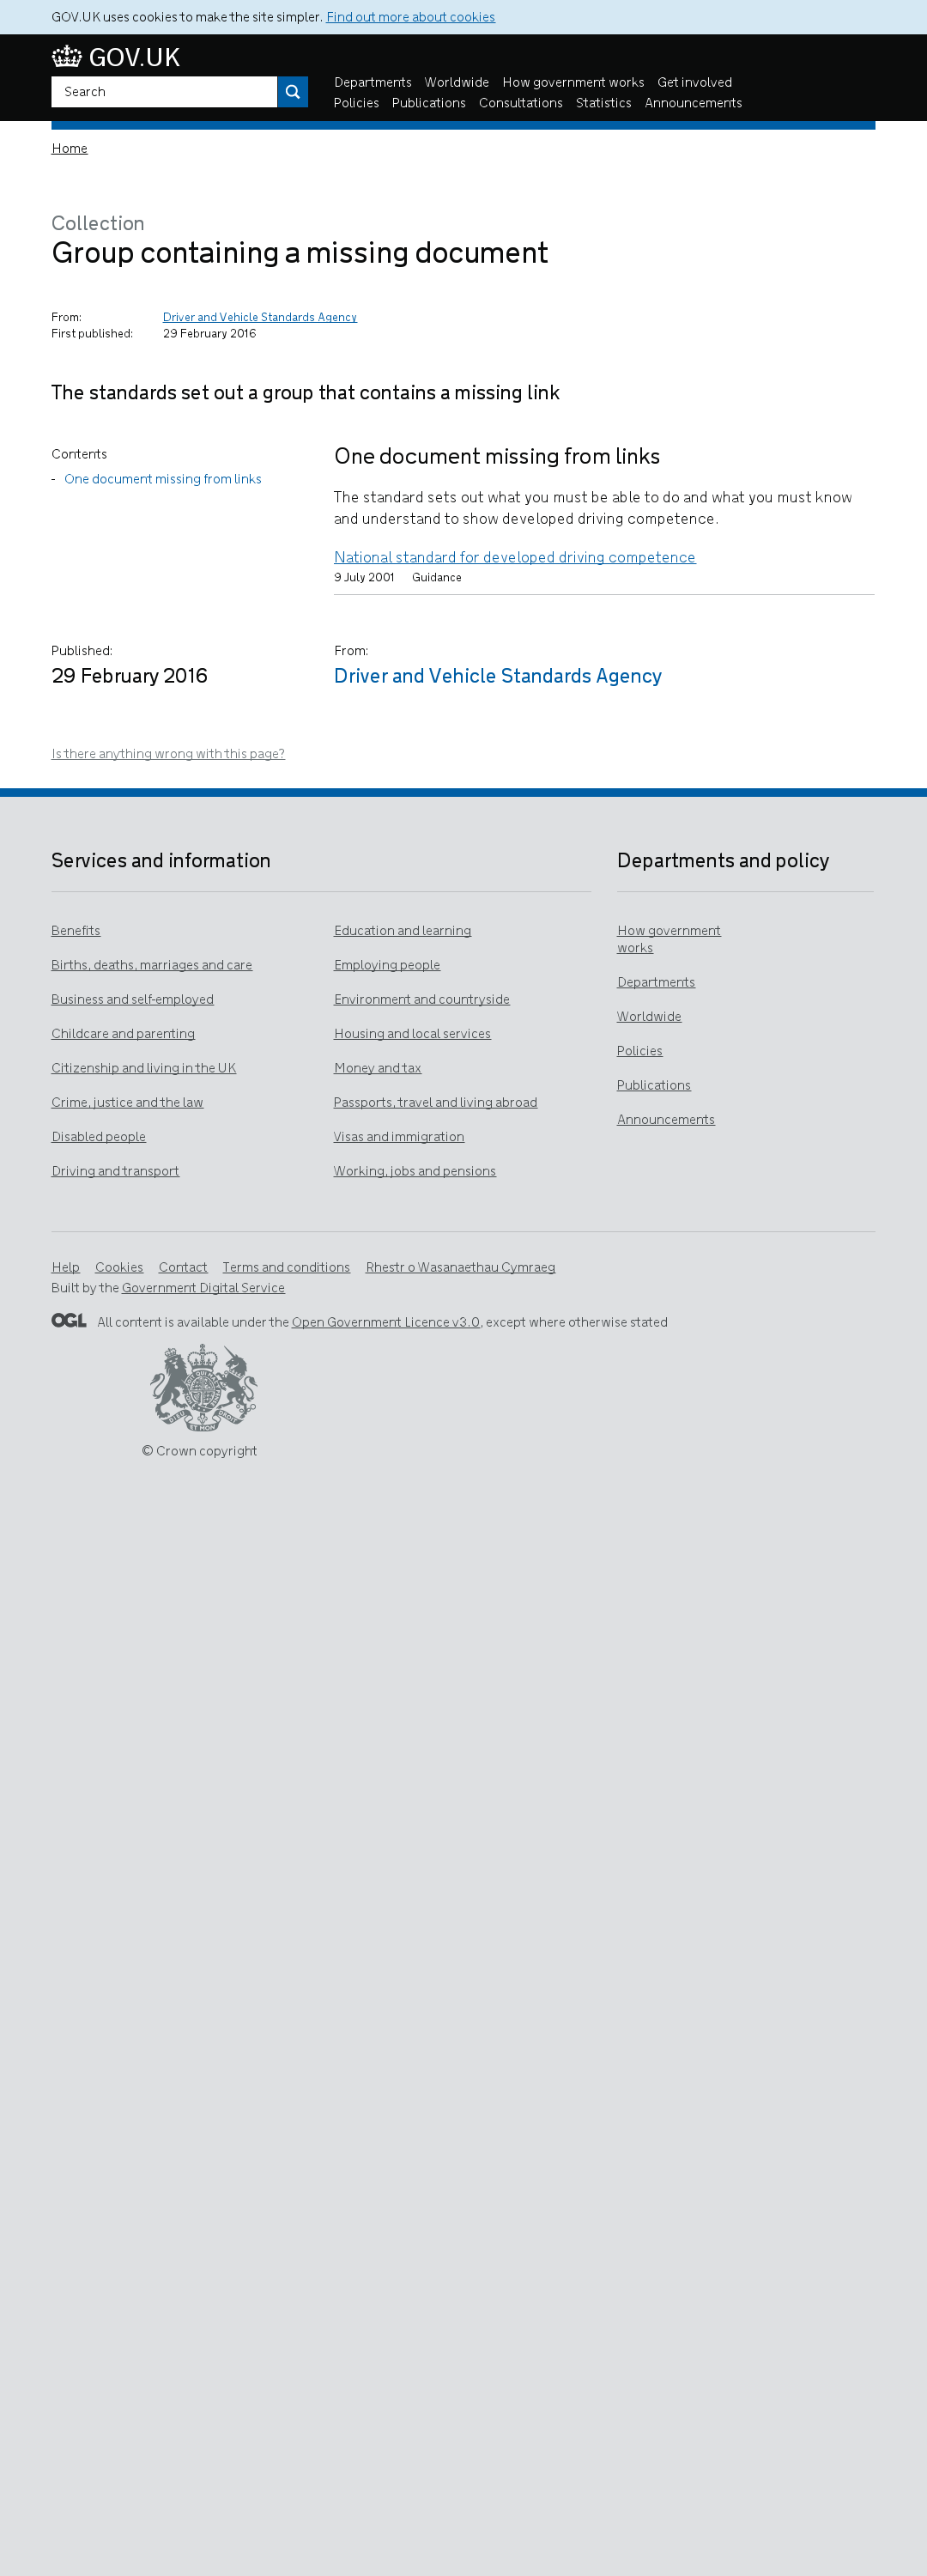 GOV.UK uses cookies to make the site simpler. Find out more about cookies
GOV.UK
Search
Departments Worldwide How government works Get involved
Policies Publications Consultations Statistics Announcements
Home
Collection
Group containing a missing document
From: Driver and Vehicle Standards Agency
First published: 29 February 2016
The standards set out a group that contains a missing link
Contents
- One document missing from links
One document missing from links
The standard sets out what you must be able to do and what you must know
and understand to show developed driving competence.
National standard for developed driving competence
9 July 2001 Guidance
Published:
29 February 2016
From:
Driver and Vehicle Standards Agency
Is there anything wrong with this page?
Services and information
Benefits
Births, deaths, marriages and care
Business and self-employed
Childcare and parenting
Citizenship and living in the UK
Crime, justice and the law
Disabled people
Driving and transport
Education and learning
Employing people
Environment and countryside
Housing and local services
Money and tax
Passports, travel and living abroad
Visas and immigration
Working, jobs and pensions
Departments and policy
How government
works
Departments
Worldwide
Policies
Publications
Announcements
Help Cookies Contact Terms and conditions Rhestr o Wasanaethau Cymraeg
Built by the Government Digital Service
OGL All content is available under the Open Government Licence v3.0, except where otherwise stated
DIEU ET MON DROIT
© Crown copyright